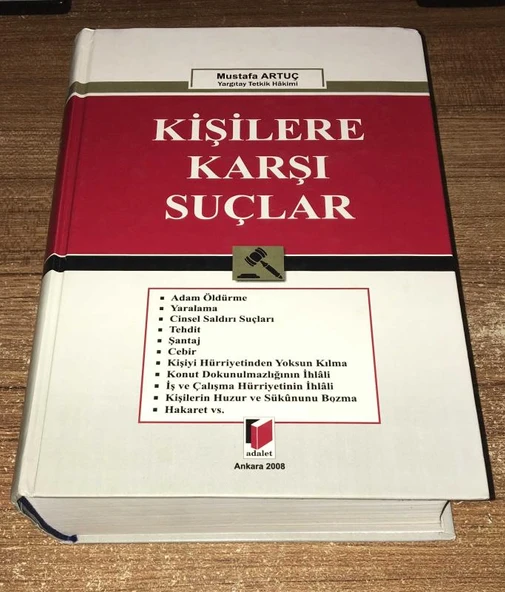 Mustafa ARTUÇ
Yargıtay Tetkik Hâkimi
KİŞİLERE
KARŞI
SUÇLAR
▪ Adam Öldürme
▪ Yaralama
▪ Cinsel Saldırı Suçları
▪ Tehdit
▪ Şantaj
▪ Cebir
▪ Kişiyi Hürriyetinden Yoksun Kılma
▪ Konut Dokunulmazlığının İhlâli
▪ İş ve Çalışma Hürriyetinin İhlâli
▪ Kişilerin Huzur ve Sükûnunu Bozma
▪ Hakaret vs.
adalet
Ankara 2008